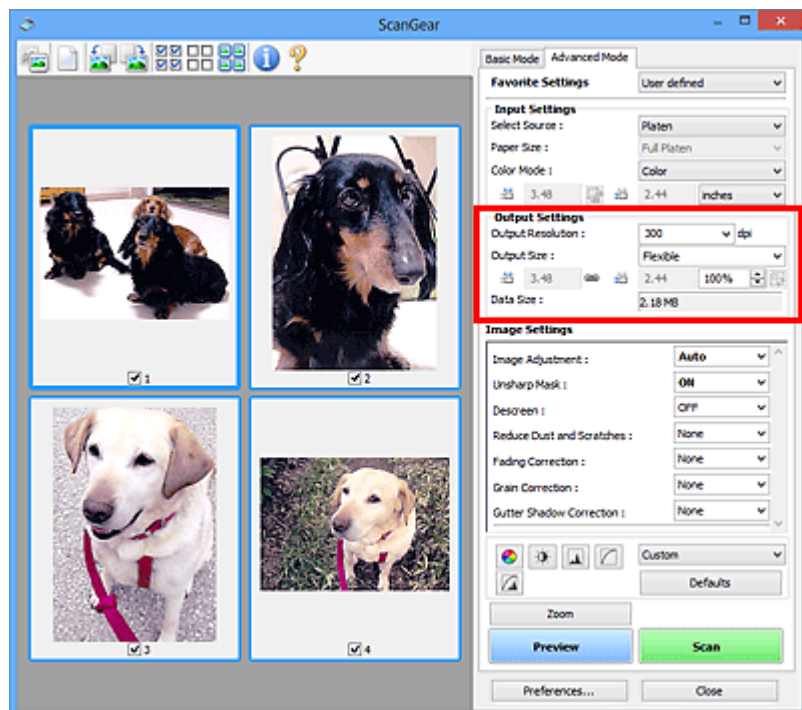 ScanGear
Basic Mode Advanced Mode
Favorite Settings User defined
Input Settings
Select Source : Platen
Paper Size : Full Platen
Color Mode : Color
3.48 2.44 inches
Output Settings
Output Resolution : 300 dpi
Output Size : Flexible
3.48 2.44 100%
Data Size : 2.18 MB
Image Settings
Image Adjustment : Auto
Unsharp Mask : ON
Descreen : OFF
Reduce Dust and Scratches : None
Fading Correction : None
Grain Correction : None
Gutter Shadow Correction : None
Custom
Defaults
Zoom
Preview Scan
Preferences... Close
1
2
3
4